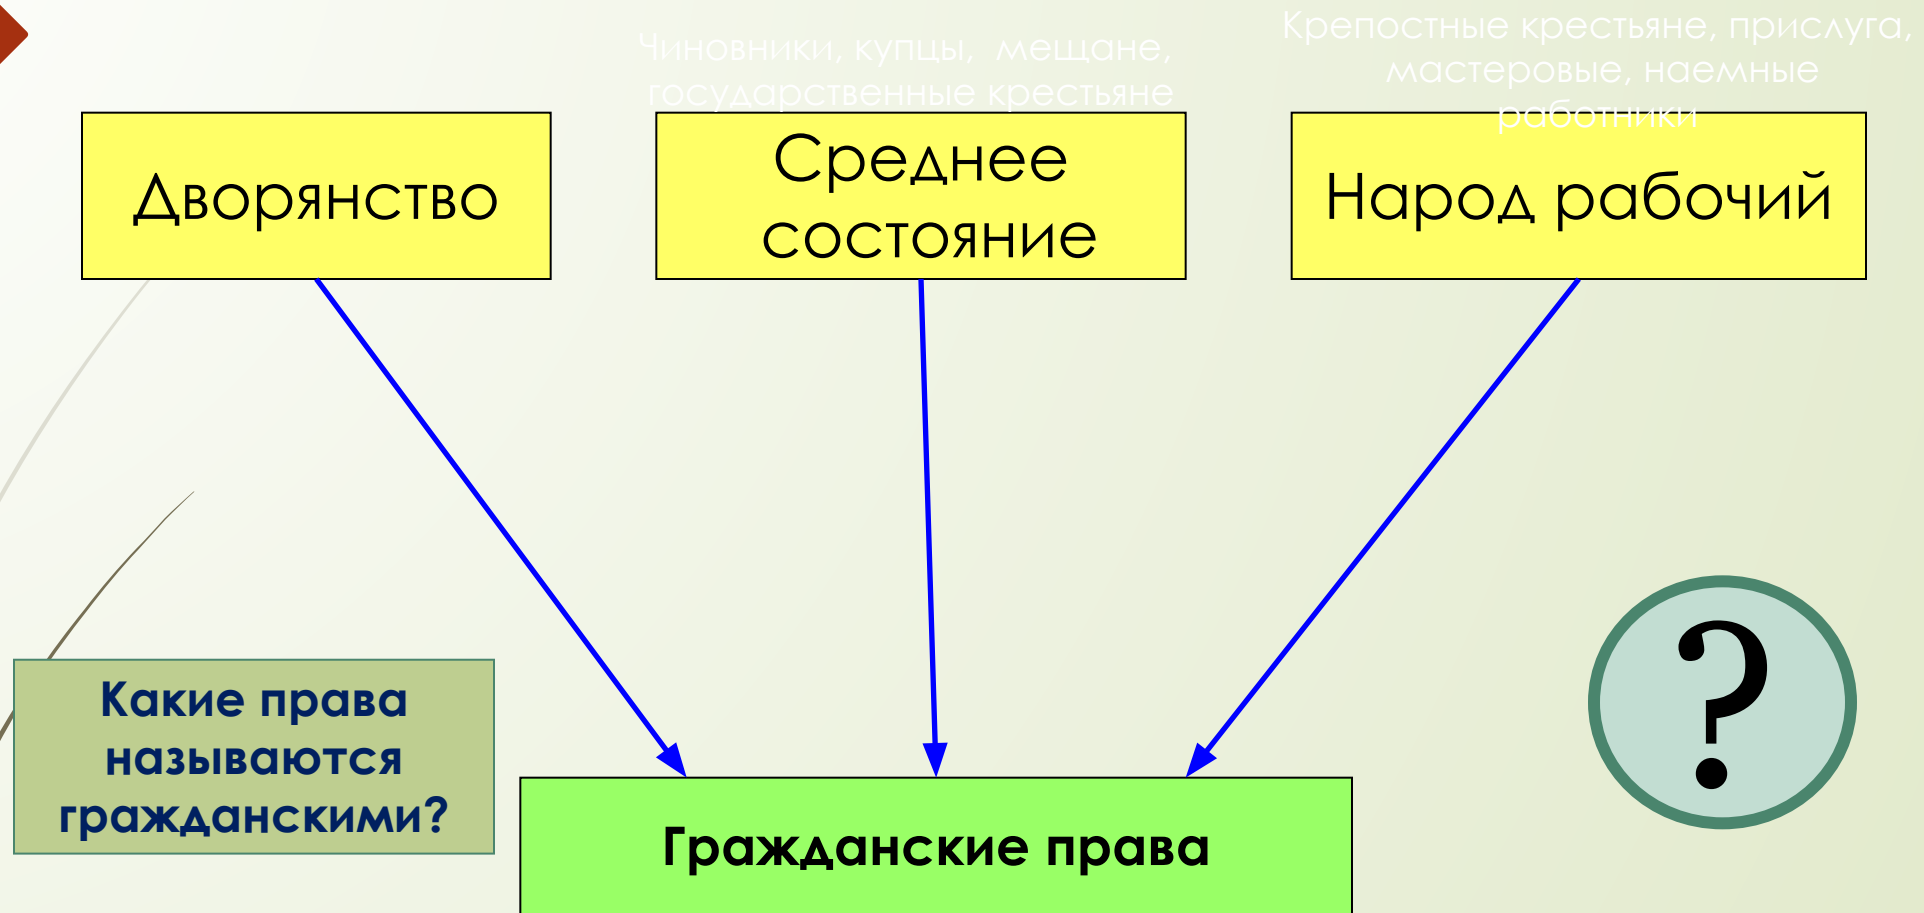 Чиновники, купцы, мещане,
государственные крестьяне
Крепостные крестьяне, прислуга,
мастеровые, наемные
работники
Дворянство
Среднее
состояние
Народ рабочий
Какие права
называются
гражданскими?
Гражданские права
?